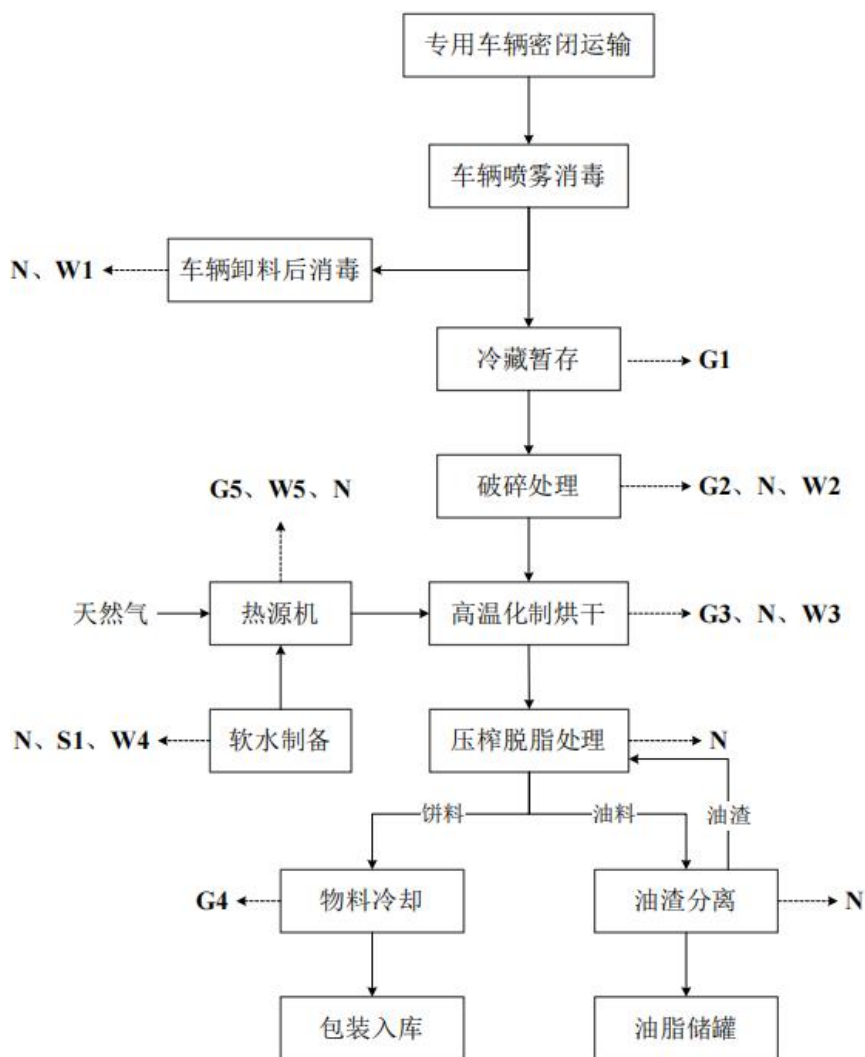 专用车辆密闭运输
车辆喷雾消毒
N、W1
车辆卸料后消毒
冷藏暂存
G1
G5、W5、N
破碎处理
G2、N、W2
天然气
热源机
高温化制烘干
G3、N、W3
N、S1、W4
软水制备
压榨脱脂处理
N
饼料
油料
油渣
G4
物料冷却
油渣分离
N
包装入库
油脂储罐